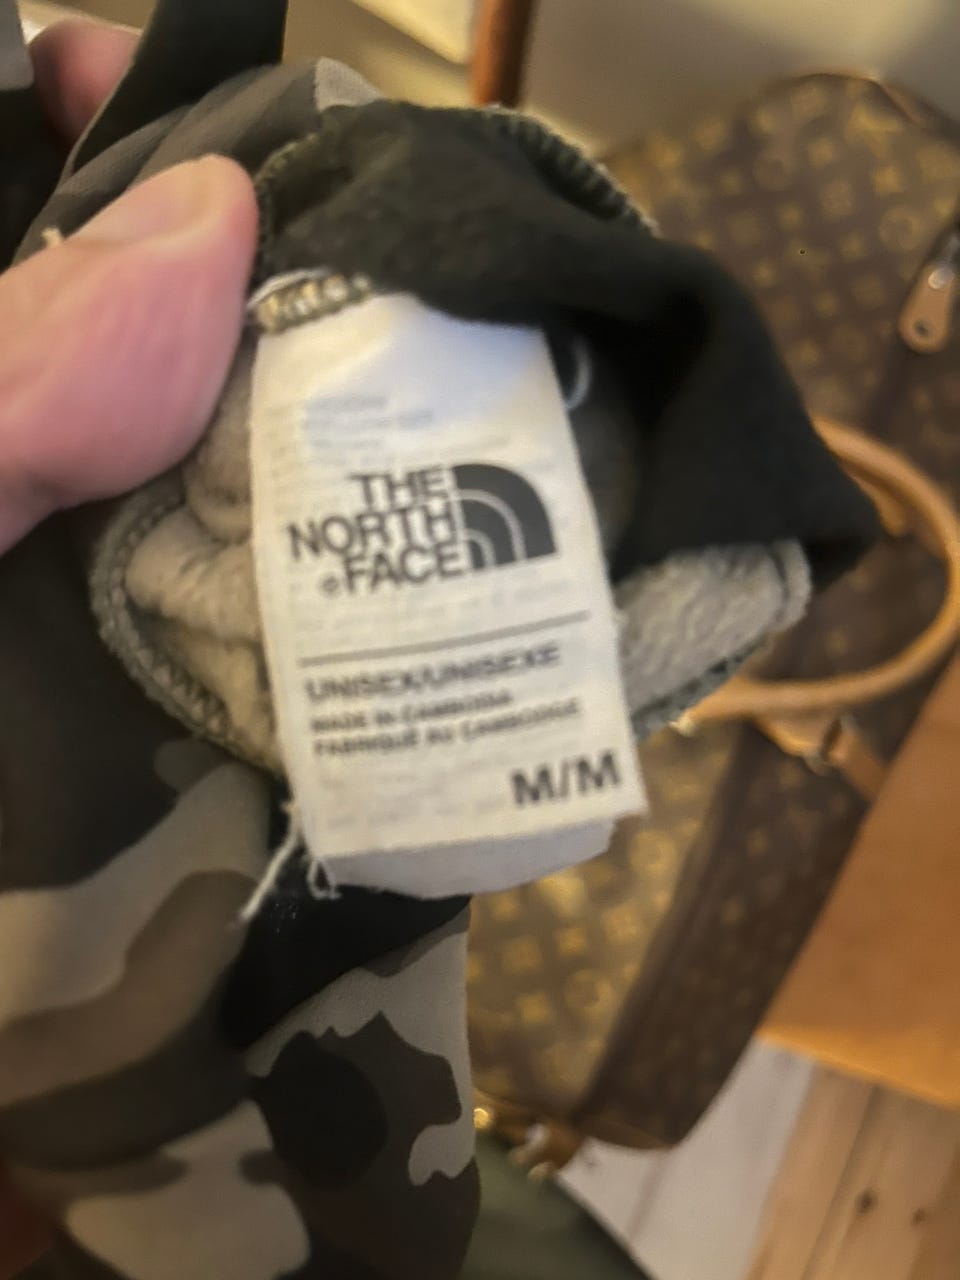 THE
NORTH
FACE
UNISEX/UNISEXE
MADE IN CAMBODIA
FABRIQUÉ AU CAMBODGE
M/M